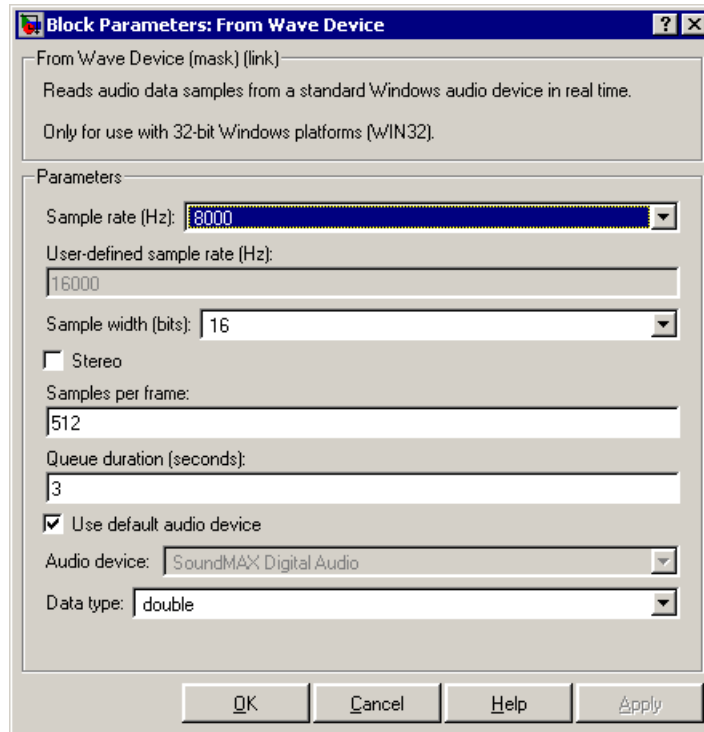 Block Parameters: From Wave Device
From Wave Device (mask) (link)
Reads audio data samples from a standard Windows audio device in real time.
Only for use with 32-bit Windows platforms (WIN32).
Parameters
Sample rate (Hz): 8000
User-defined sample rate (Hz):
16000
Sample width (bits): 16
Stereo
Samples per frame:
512
Queue duration (seconds):
3
Use default audio device
Audio device: SoundMAX Digital Audio
Data type: double
OK Cancel Help Apply